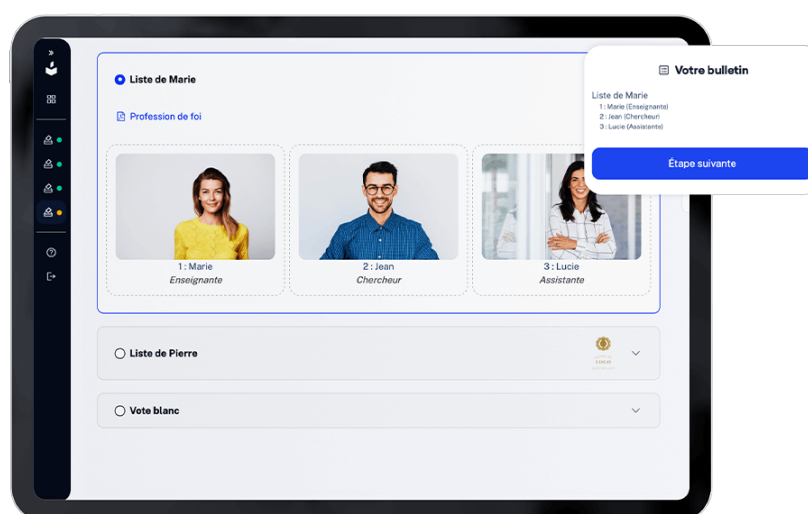 Liste de Marie
Profession de foi
1 : Marie
Enseignante
2 : Jean
Chercheur
3 : Lucie
Assistante
Liste de Pierre
Vote blanc
Votre bulletin
Liste de Marie
1 : Marie (Enseignante)
2 : Jean (Chercheur)
3 : Lucie (Assistante)
Étape suivante